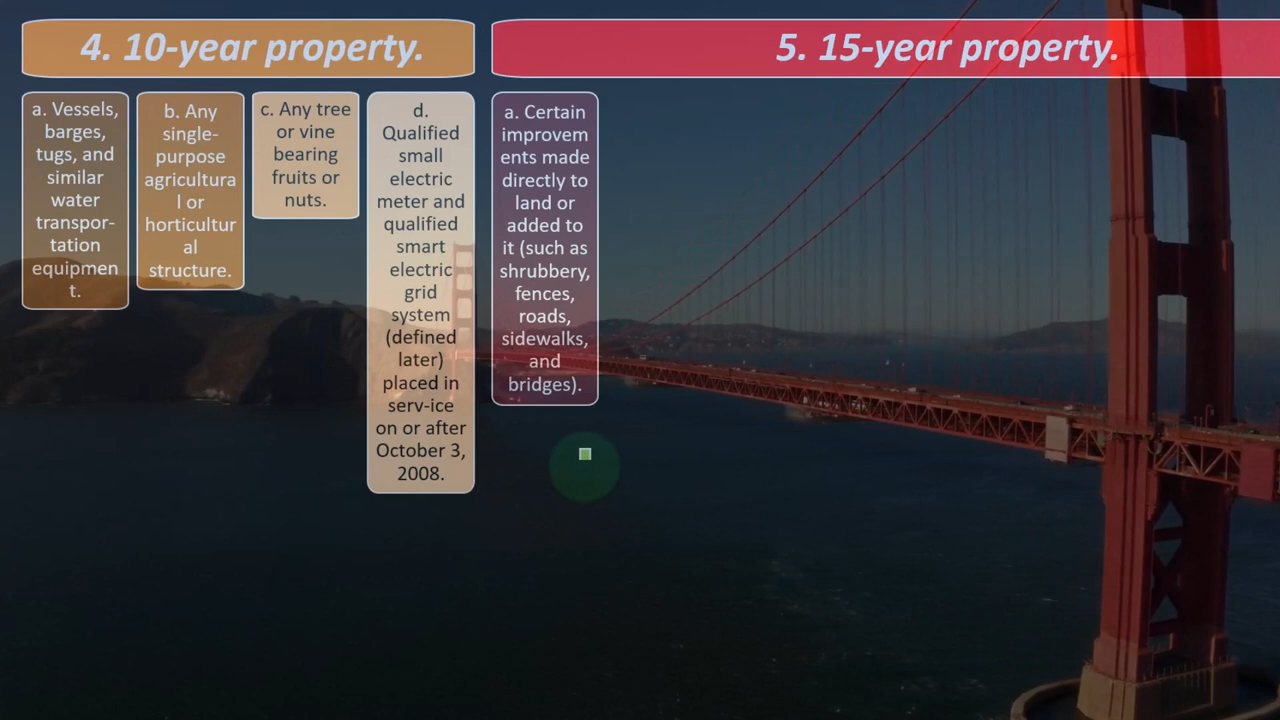 4. 10-year property.
5. 15-year property.
a. Vessels,
barges,
tugs, and
similar
water
transpor-
tation
equipmen
t.
b. Any
single-
purpose
agricultura
l or
horticultur
al
structure.
c. Any tree
or vine
bearing
fruits or
nuts.
d.
Qualified
small
electric
meter and
qualified
smart
electric
grid
system
(defined
later)
placed in
serv-ice
on or after
October 3,
2008.
a. Certain
improvem
ents made
directly to
land or
added to
it (such as
shrubbery,
fences,
roads,
sidewalks,
and
bridges).